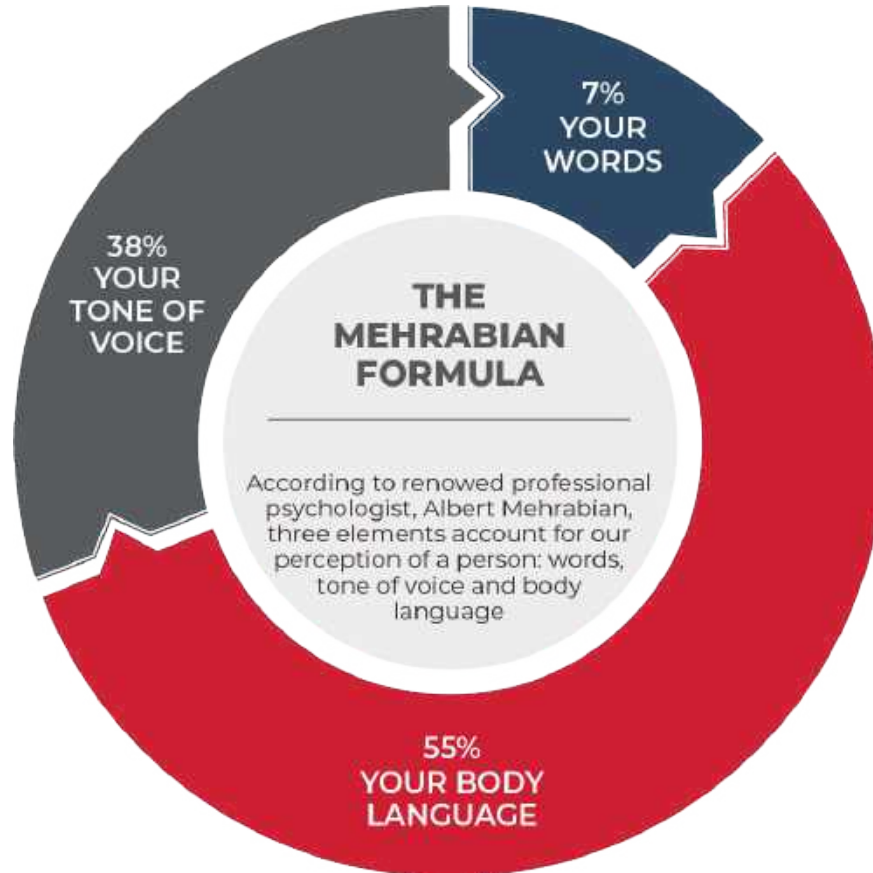 7%
YOUR
WORDS
38%
YOUR
TONE OF
VOICE
THE
MEHRABIAN
FORMULA
According to renowed professional
psychologist, Albert Mehrabian,
three elements account for our
perception of a person: words,
tone of voice and body
language
55%
YOUR BODY
LANGUAGE